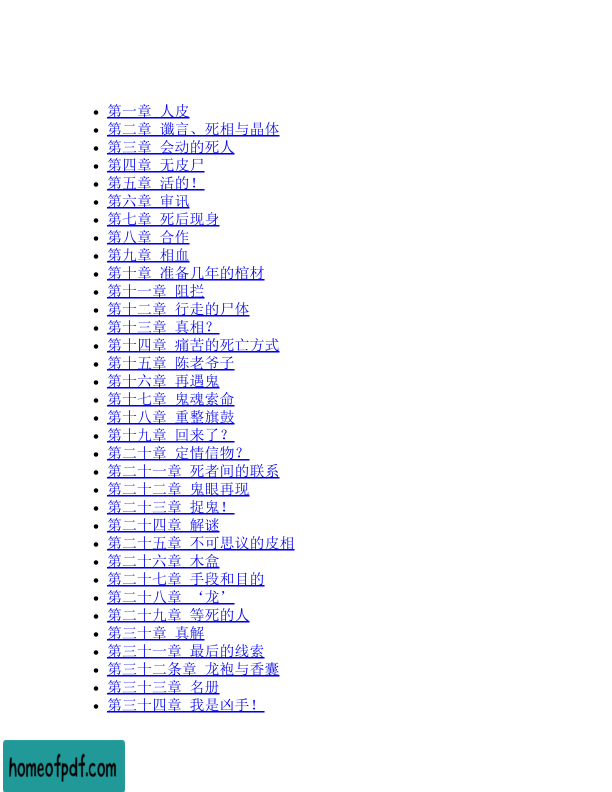 第一章 人皮
第二章 谶言、死相与晶体
第三章 会动的死人
第四章 无皮尸
第五章 活的！
第六章 审讯
第七章 死后现身
第八章 合作
第九章 相血
第十章 准备几年的棺材
第十一章 阻拦
第十二章 行走的尸体
第十三章 真相？
第十四章 痛苦的死亡方式
第十五章 陈老爷子
第十六章 再遇鬼
第十七章 鬼魂索命
第十八章 重整旗鼓
第十九章 回来了？
第二十章 定情信物？
第二十一章 死者间的联系
第二十二章 鬼眼再现
第二十三章 捉鬼！
第二十四章 解谜
第二十五章 不可思议的皮相
第二十六章 木盒
第二十七章 手段和目的
第二十八章 ‘龙’
第二十九章 等死的人
第三十章 真解
第三十一章 最后的线索
第三十二条章 龙袍与香囊
第三十三章 名册
第三十四章 我是凶手！
homeofpdf.com